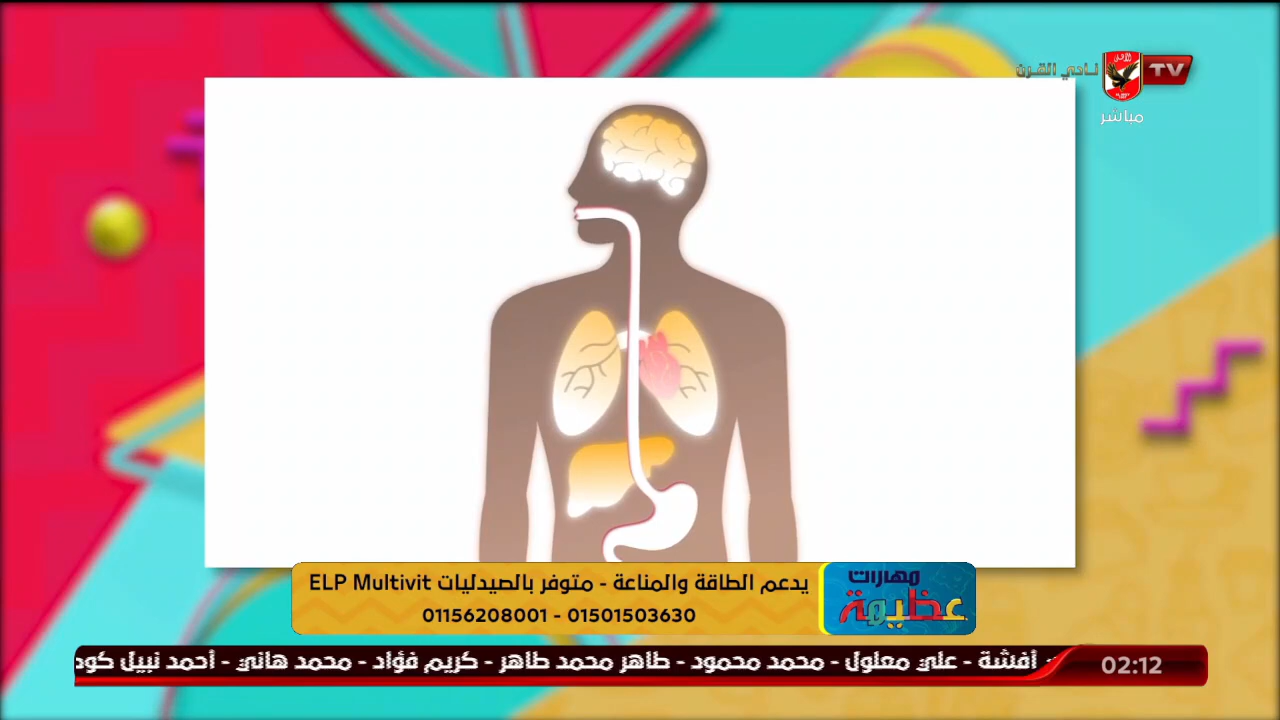 نادي القرن TV
مباشر
يدعم الطاقة والمناعة - متوفر بالصيدليات ELP Multivit
01156208001 - 01501503630
مهارات
عظيمة
أفشة - علي معلول - محمد محمود - طاهر محمد طاهر - كريم فؤاد - محمد هاني - أحمد نبيل كوك
02:12